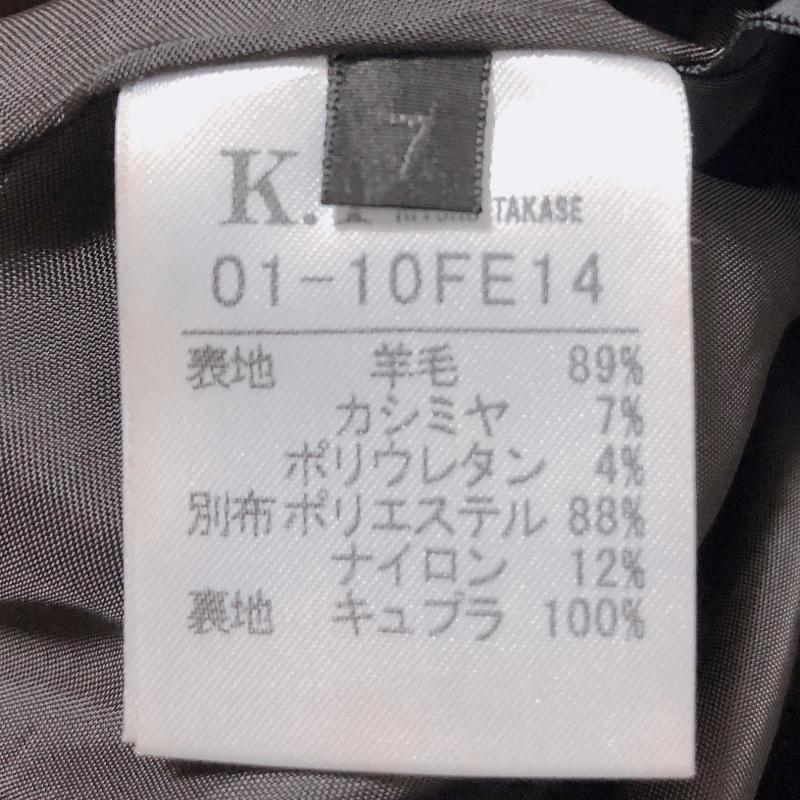 7
K.T TAKASE
01-10FE14
表地 羊毛 89%
カシミヤ 7%
ポリウレタン 4%
別布 ポリエステル 88%
ナイロン 12%
裏地 キュプラ 100%